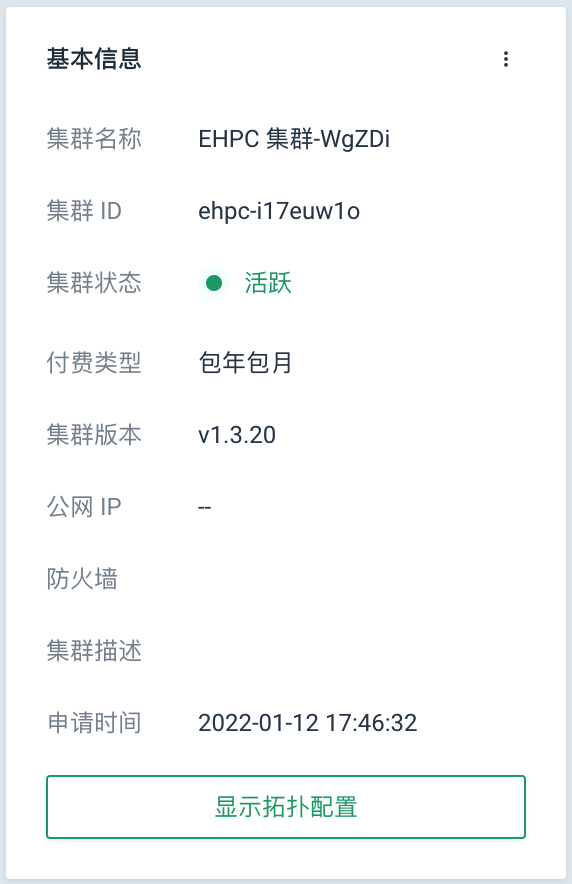 基本信息
集群名称 EHPC 集群-WgZDi
集群 ID ehpc-i17euw1o
集群状态 活跃
付费类型 包年包月
集群版本 v1.3.20
公网 IP --
防火墙
集群描述
申请时间 2022-01-12 17:46:32
显示拓扑配置